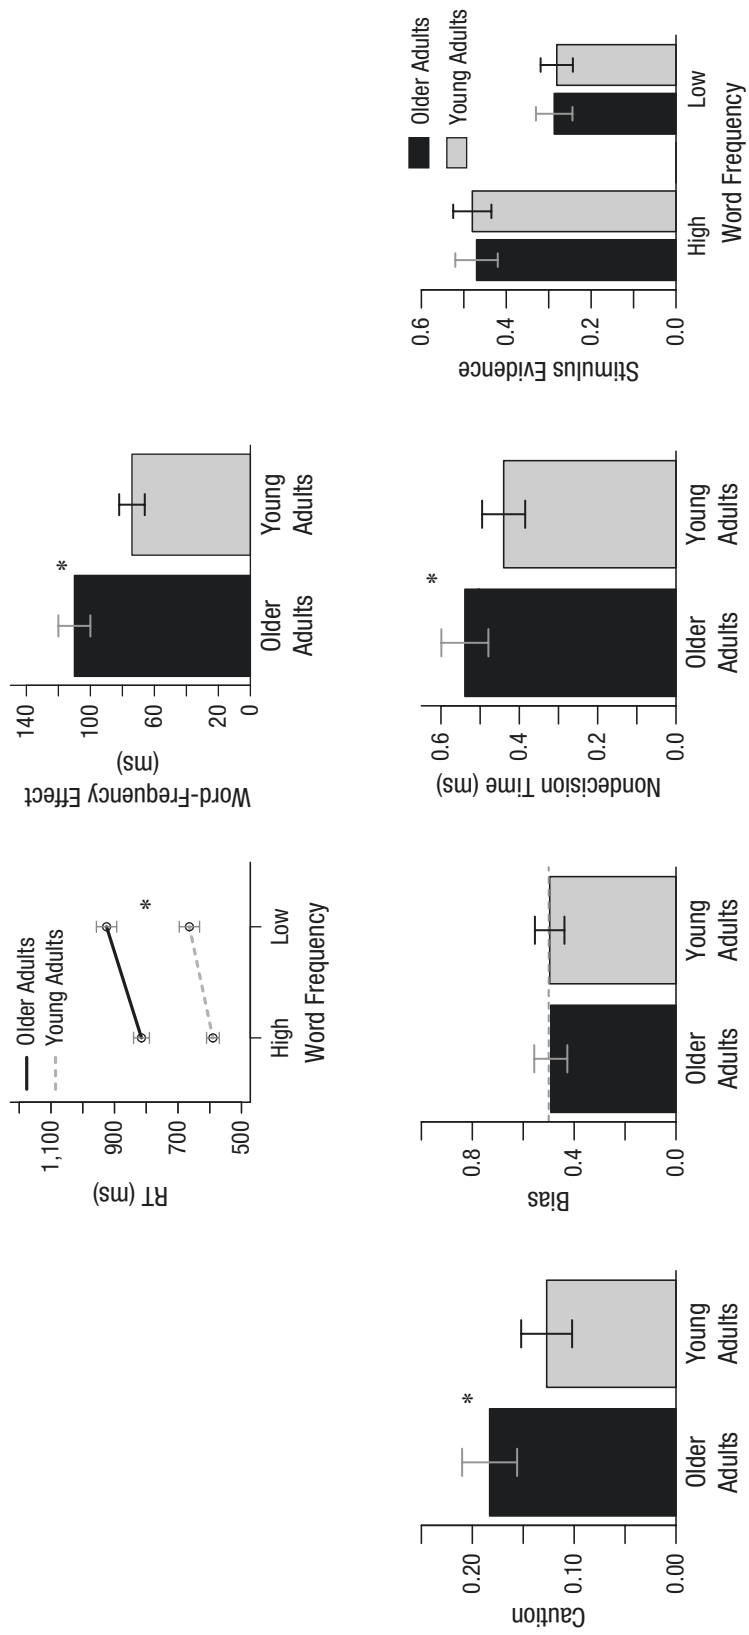 Older Adults
Young Adults
RT (ms)
1,100
900
700
500
High
Low
Word Frequency
*
Word-Frequency Effect
(ms)
140
100
60
20
0
Older
Adults
Young
Adults
*
Caution
0.20
0.10
0.00
Older
Adults
Young
Adults
*
Bias
0.8
0.4
0.0
Older
Adults
Young
Adults
Nondecision Time (ms)
0.6
0.4
0.2
0.0
Older
Adults
Young
Adults
*
Stimulus Evidence
0.6
0.4
0.2
0.0
Older Adults
Young Adults
High
Low
Word Frequency